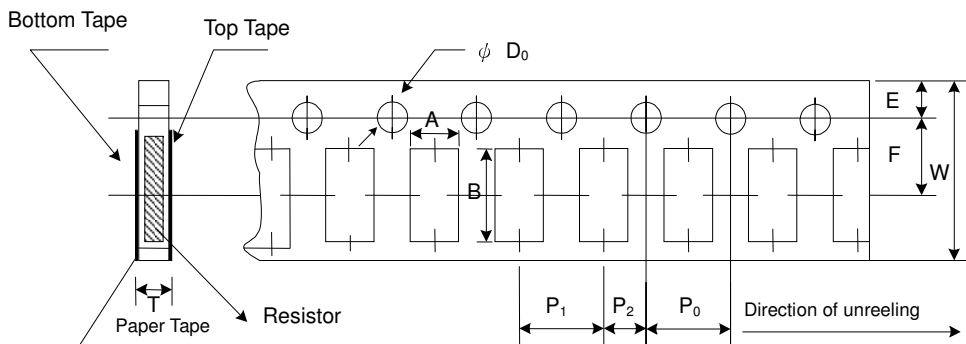 Bottom Tape
Top Tape
ϕ D₀
E
A
F
B
W
T
Paper Tape
Resistor
P₁
P₂
P₀
Direction of unreeling